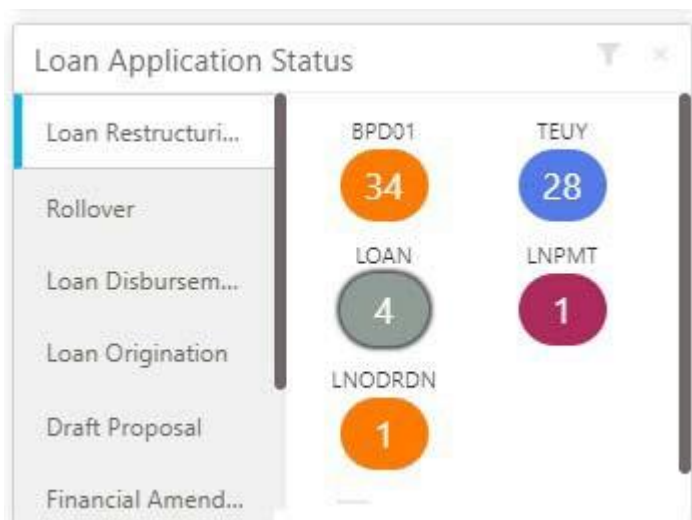 Loan Application Status
Loan Restructuri...
Rollover
Loan Disbursem...
Loan Origination
Draft Proposal
Financial Amend...
BPD01 TEUY
34 28
LOAN LNPMT
4 1
LNODRDN
1